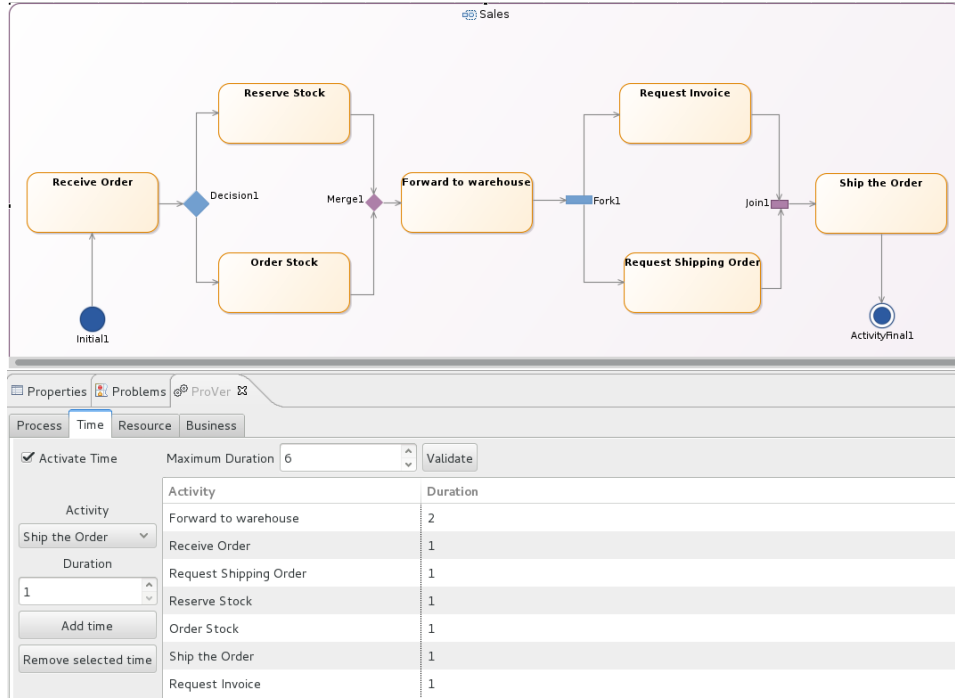 Sales
Reserve Stock
Request Invoice
Receive Order
Decision1
Merge1
Forward to warehouse
Fork1
Join1
Ship the Order
Order Stock
Request Shipping Order
Initial1
ActivityFinal1
Properties Problems ProVer
Process Time Resource Business
Activate Time Maximum Duration 6 Validate
Activity Duration
Activity
Ship the Order
Duration
1
Add time
Remove selected time
Forward to warehouse 2
Receive Order 1
Request Shipping Order 1
Reserve Stock 1
Order Stock 1
Ship the Order 1
Request Invoice 1